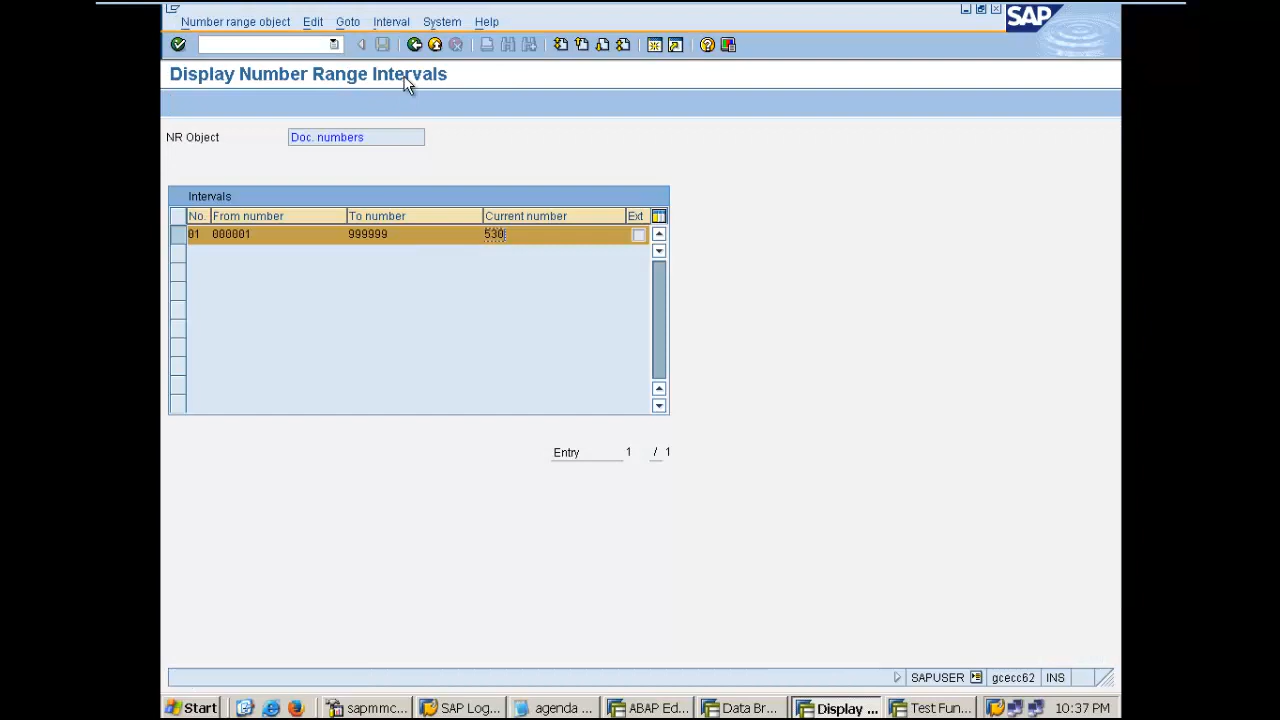 Number range object Edit Goto Interval System Help
SAP
Display Number Range Intervals
NR Object Doc. numbers
Intervals
No. From number To number Current number Ext
01 000001 999999 530
Entry 1 / 1
SAPUSER gcecc62 INS
Start sapmmc... SAP Log... agenda ... ABAP Ed... Data Br... Display ... Test Fun... 10:37 PM